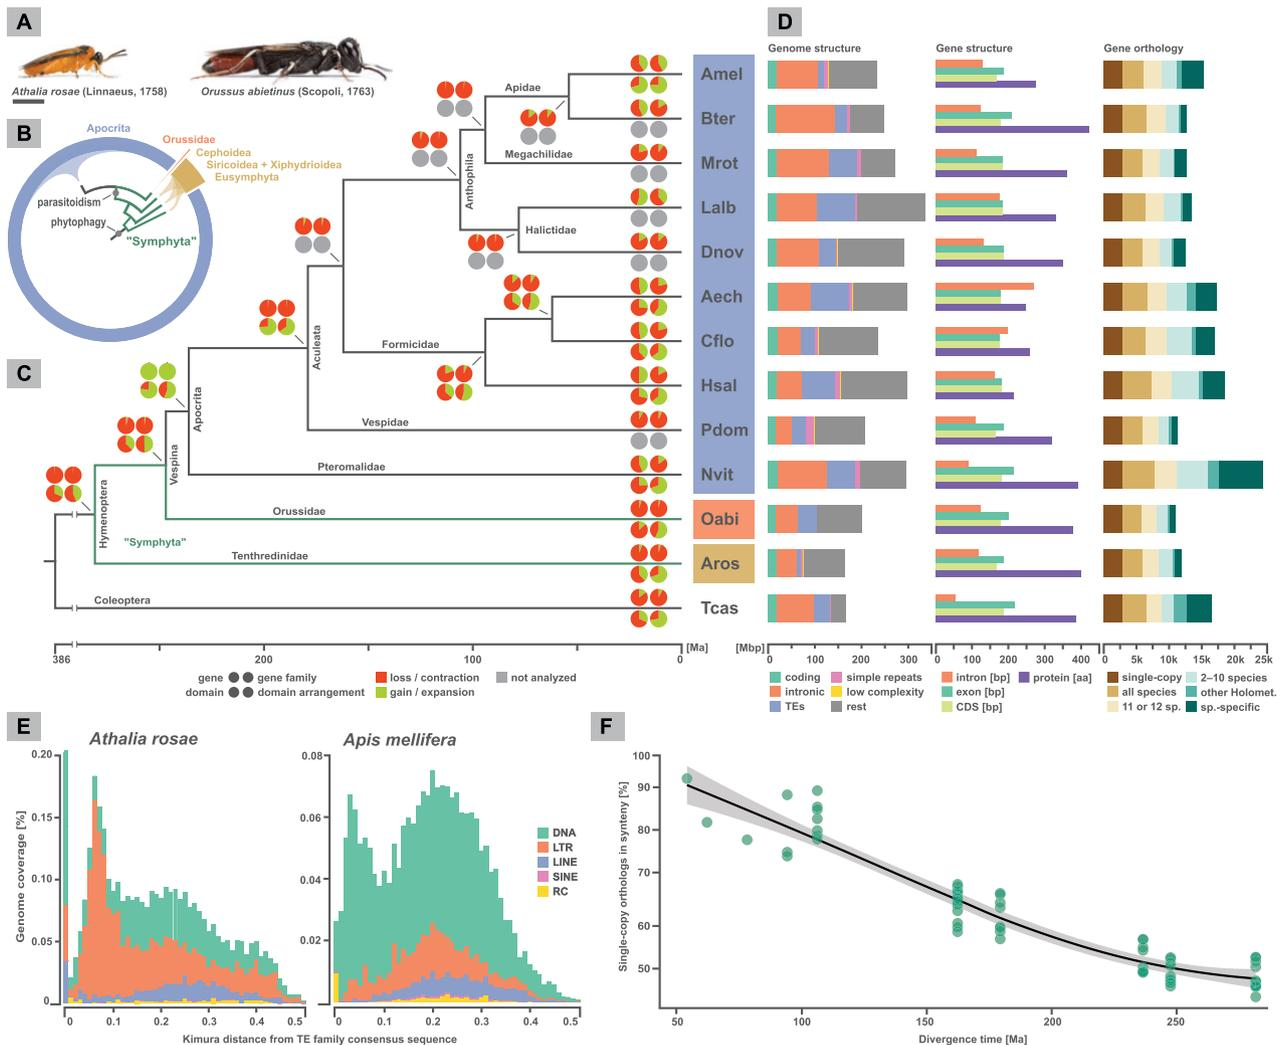 A
Athalia rosae (Linnaeus, 1758)
Orussus abietinus (Scopoli, 1763)
B
Apocrita
Orussidae
Cephoidea
Siricoidea + Xiphydrioidea
Eusymphyta
parasitoidism
phytophagy
"Symphyta"
C
Apidae
Megachilidae
Anthophila
Halictidae
Formicidae
Aculeata
Vespidae
Apocrita
Pteromalidae
Vespina
Orussidae
Hymenoptera
"Symphyta"
Tenthredinidae
Coleoptera
Amel
Bter
Mrot
Lalb
Dnov
Aech
Cflo
Hsal
Pdom
Nvit
Oabi
Aros
Tcas
386 200 100 0 [Ma]
gene gene family
domain domain arrangement
loss / contraction
gain / expansion
not analyzed
D
Genome structure
Gene structure
Gene orthology
[Mbp] 0 100 200 300
0 100 200 300 400
0 5k 10k 15k 20k 25k
coding
intronic
TEs
simple repeats
low complexity
rest
intron [bp]
exon [bp]
CDS [bp]
protein [aa]
single-copy
all species
11 or 12 sp.
2–10 species
other Holomet.
sp.-specific
E
Athalia rosae
Genome coverage [%]
0.20
0.15
0.10
0.05
0
0 0.1 0.2 0.3 0.4 0.5
Apis mellifera
0.08
0.06
0.04
0.02
0 0.1 0.2 0.3 0.4 0.5
DNA
LTR
LINE
SINE
RC
Kimura distance from TE family consensus sequence
F
Single-copy orthologs in synteny [%]
100
90
80
70
60
50
50 100 150 200 250
Divergence time [Ma]